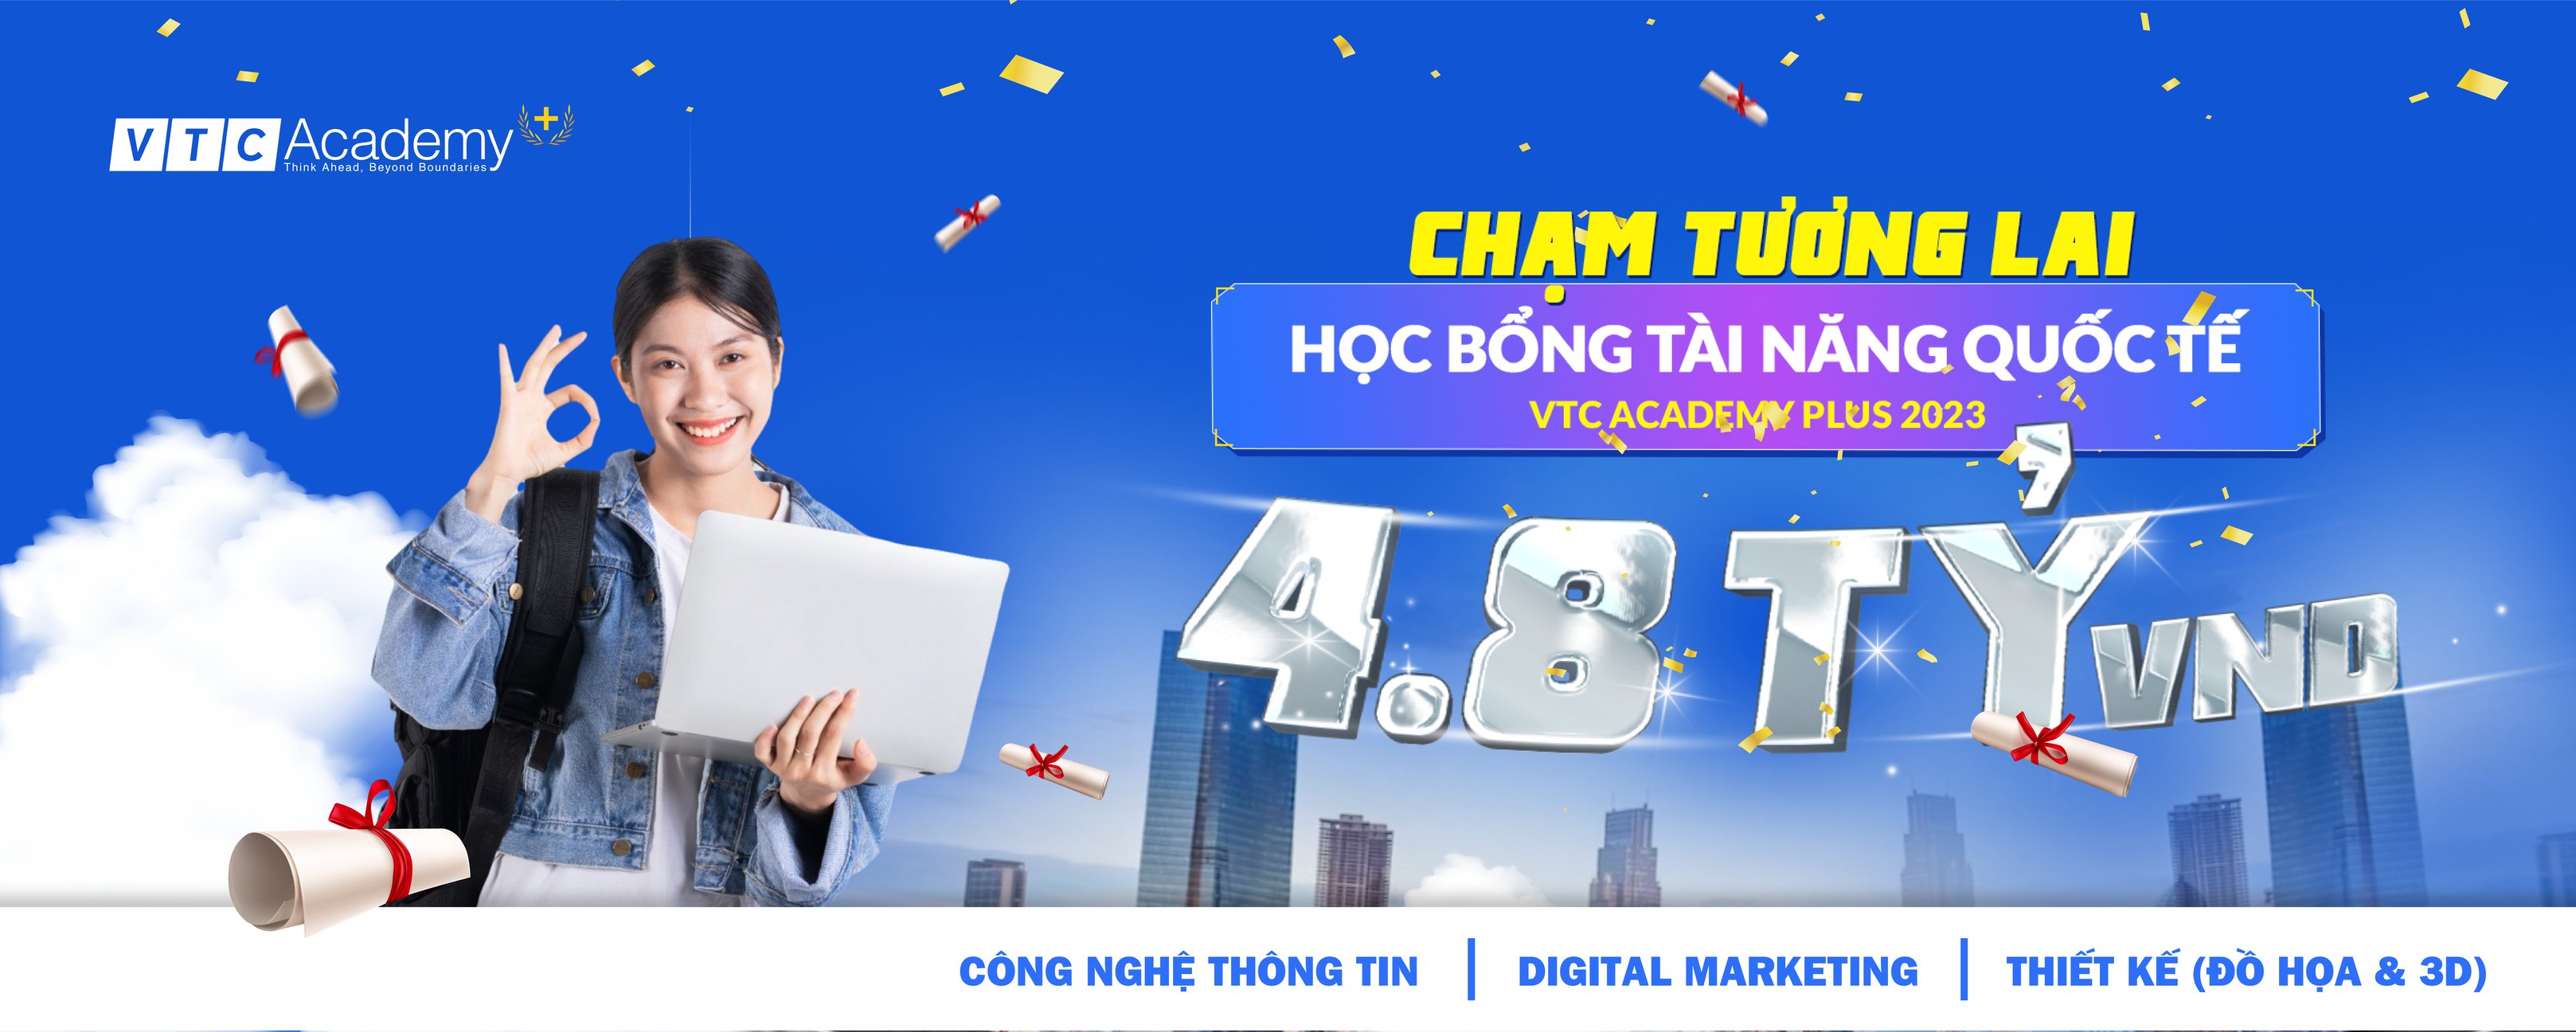 VTC Academy+
Think Ahead, Beyond Boundaries
CHẠM TƯƠNG LAI
HỌC BỔNG TÀI NĂNG QUỐC TẾ
VTC ACADEMY PLUS 2023
4.8 TỶ VND
CÔNG NGHỆ THÔNG TIN | DIGITAL MARKETING | THIẾT KẾ (ĐỒ HỌA & 3D)